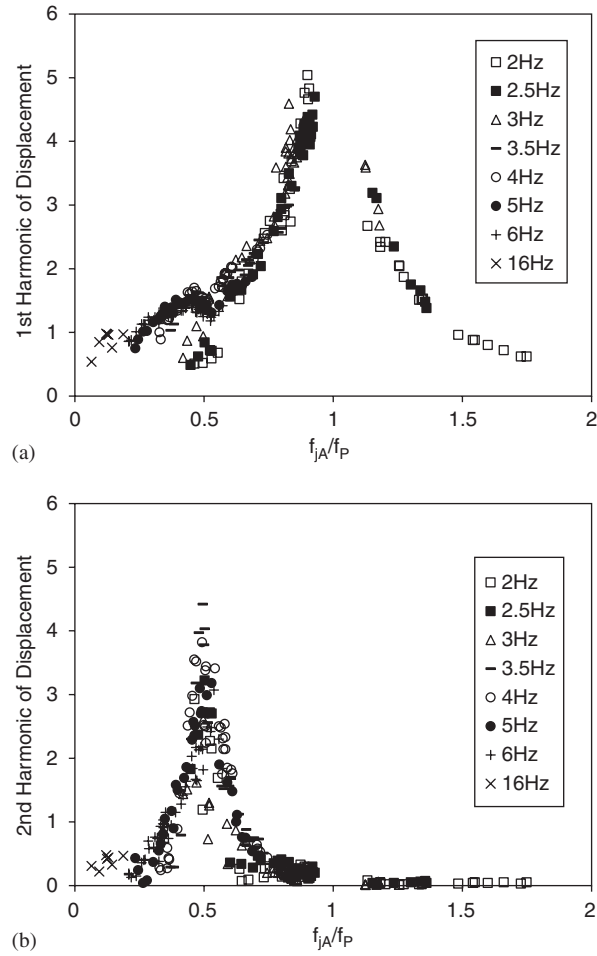 6
5
4
3
2
1
0
1st Harmonic of Displacement
2Hz
2.5Hz
3Hz
3.5Hz
4Hz
5Hz
6Hz
16Hz
0 0.5 1 1.5 2
(a) fjA/fP
6
5
4
3
2
1
0
2nd Harmonic of Displacement
2Hz
2.5Hz
3Hz
3.5Hz
4Hz
5Hz
6Hz
16Hz
0 0.5 1 1.5 2
(b) fjA/fP